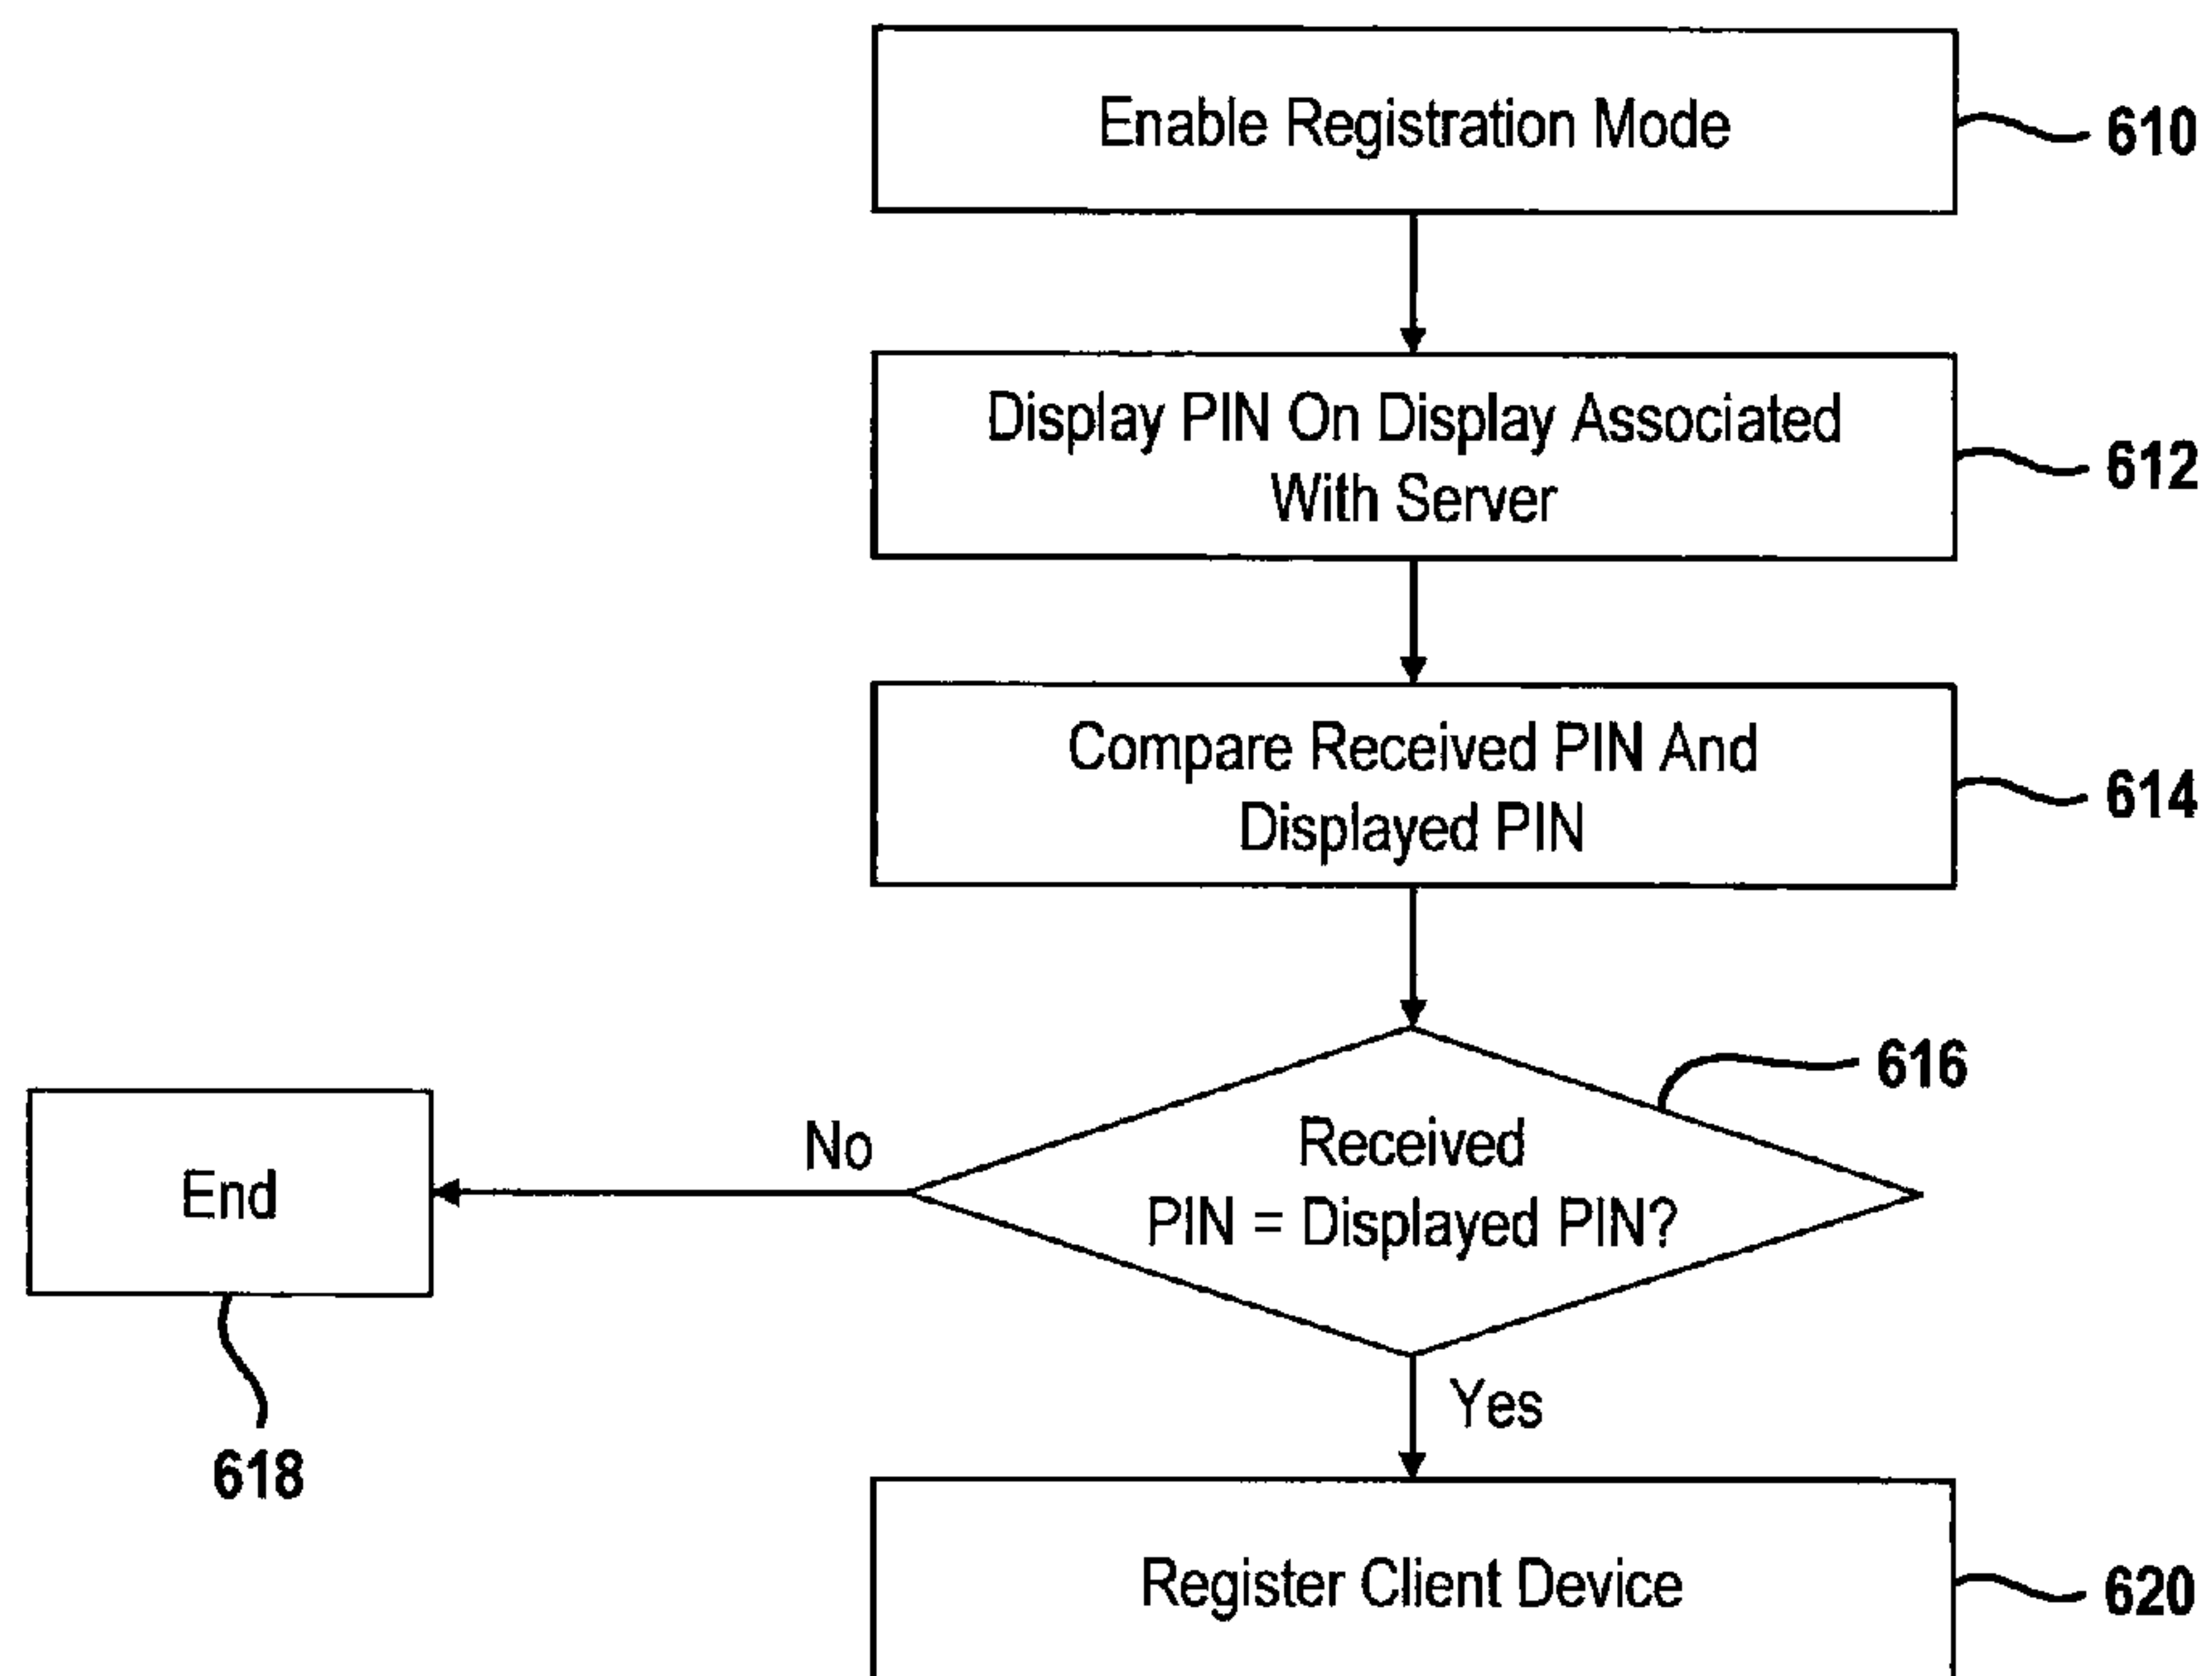 Enable Registration Mode
610
Display PIN On Display Associated
With Server
612
Compare Received PIN And
Displayed PIN
614
616
Received
PIN = Displayed PIN?
No
End
618
Yes
Register Client Device
620